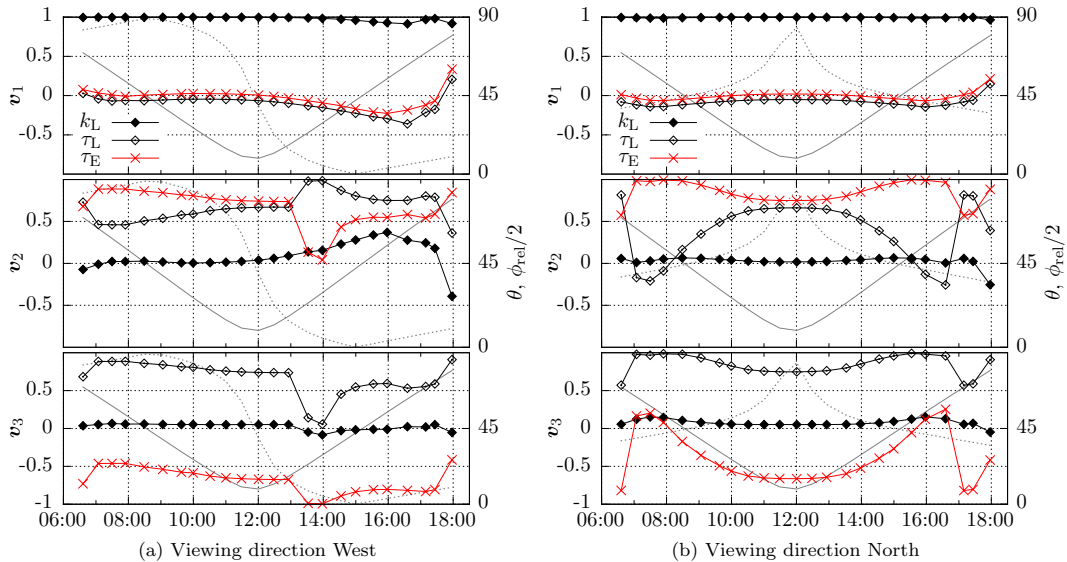 1
0.5
0
-0.5
v1
kL
τL
τE
90
45
0
0.5
0
-0.5
v2
45
0
θ, ϕrel/2
0.5
0
-0.5
-1
v3
45
0
06:00 08:00 10:00 12:00 14:00 16:00 18:00
(a) Viewing direction West
1
0.5
0
-0.5
v1
kL
τL
τE
90
45
0
0.5
0
-0.5
v2
45
0
θ, ϕrel/2
0.5
0
-0.5
-1
v3
45
0
06:00 08:00 10:00 12:00 14:00 16:00 18:00
(b) Viewing direction North